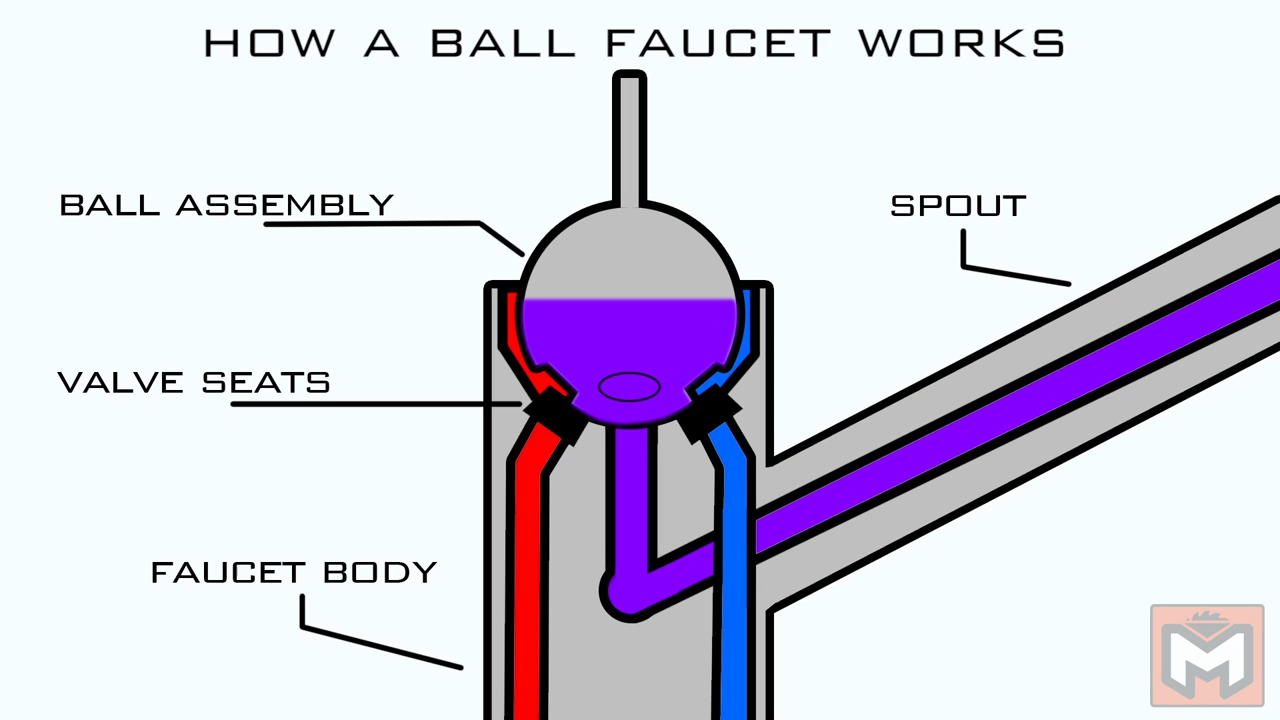 HOW A BALL FAUCET WORKS
BALL ASSEMBLY
SPOUT
VALVE SEATS
FAUCET BODY
M